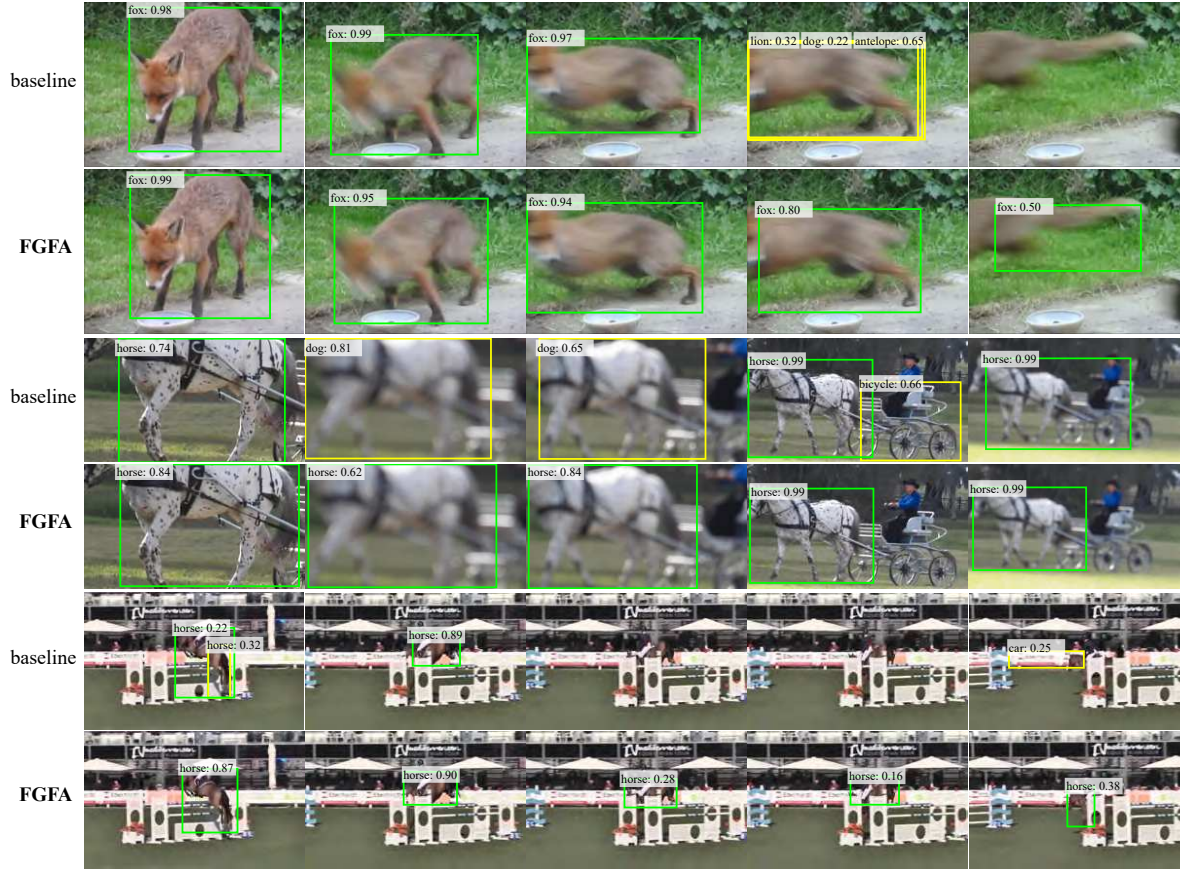 fox: 0.98
fox: 0.99
fox: 0.97
lion: 0.32 dog: 0.22 antelope: 0.65
baseline
fox: 0.99
fox: 0.95
fox: 0.94
fox: 0.80
fox: 0.50
FGFA
horse: 0.74
dog: 0.81
dog: 0.65
horse: 0.99
bicycle: 0.66
horse: 0.99
baseline
horse: 0.84
horse: 0.62
horse: 0.84
horse: 0.99
horse: 0.99
FGFA
horse: 0.22
horse: 0.32
horse: 0.89
car: 0.25
baseline
horse: 0.87
horse: 0.90
horse: 0.28
horse: 0.16
horse: 0.38
FGFA